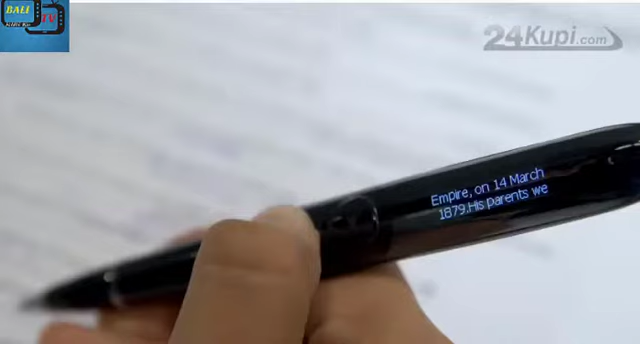 BALI
TV
24Kupi.com
Empire, on 14 March
1879.His parents we